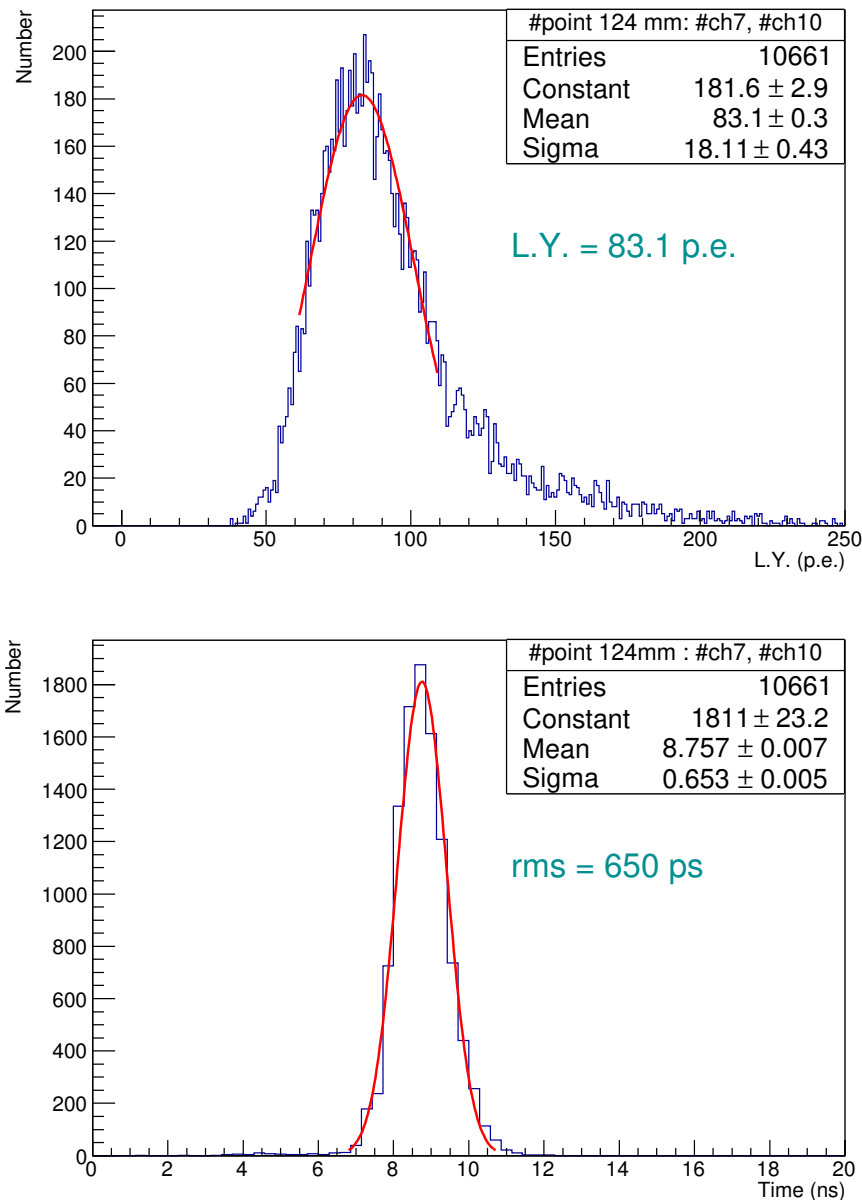 Number
#point 124 mm: #ch7, #ch10
Entries 10661
Constant 181.6 ± 2.9
Mean 83.1 ± 0.3
Sigma 18.11 ± 0.43
L.Y. = 83.1 p.e.
200
180
160
140
120
100
80
60
40
20
0
0 50 100 150 200 250
L.Y. (p.e.)
Number
#point 124mm : #ch7, #ch10
Entries 10661
Constant 1811 ± 23.2
Mean 8.757 ± 0.007
Sigma 0.653 ± 0.005
rms = 650 ps
1800
1600
1400
1200
1000
800
600
400
200
0
0 2 4 6 8 10 12 14 16 18 20
Time (ns)